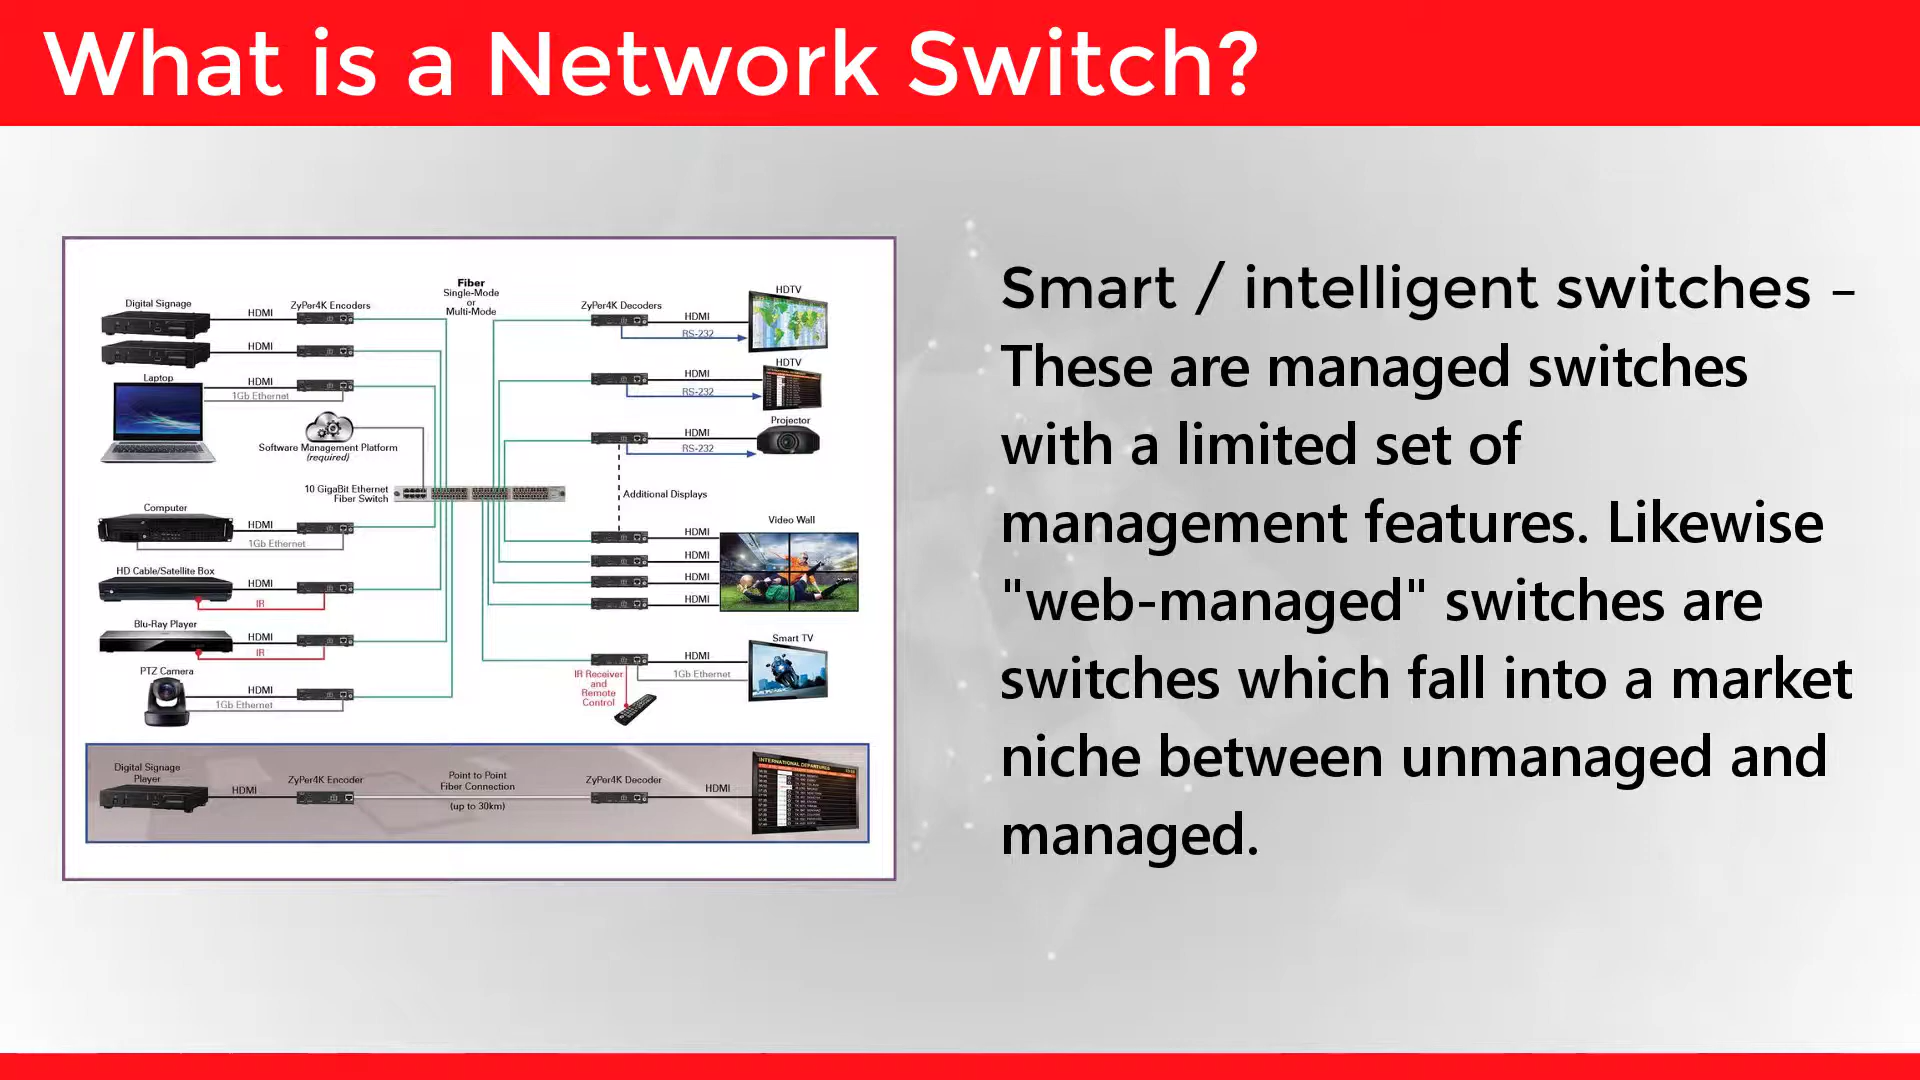 What is a Network Switch?
Fiber
Single-Mode
or
Multi-Mode
Digital Signage
HDMI
ZyPer4K Encoders
HDMI
Laptop
HDMI
1Gb Ethernet
Software Management Platform
(required)
10 GigaBit Ethernet
Fiber Switch
Computer
HDMI
1Gb Ethernet
HD Cable/Satellite Box
HDMI
IR
Blu-Ray Player
HDMI
IR
PTZ Camera
HDMI
1Gb Ethernet
ZyPer4K Decoders
HDMI
RS-232
HDTV
HDMI
RS-232
HDTV
HDMI
RS-232
Projector
Additional Displays
Video Wall
HDMI
HDMI
HDMI
HDMI
Smart TV
HDMI
1Gb Ethernet
IR Receiver
and
Remote
Control
Digital Signage
Player
HDMI
ZyPer4K Encoder
Point to Point
Fiber Connection
(up to 30km)
ZyPer4K Decoder
HDMI
INTERNATIONAL DEPARTURES
Smart / intelligent switches –
These are managed switches
with a limited set of
management features. Likewise
"web-managed" switches are
switches which fall into a market
niche between unmanaged and
managed.